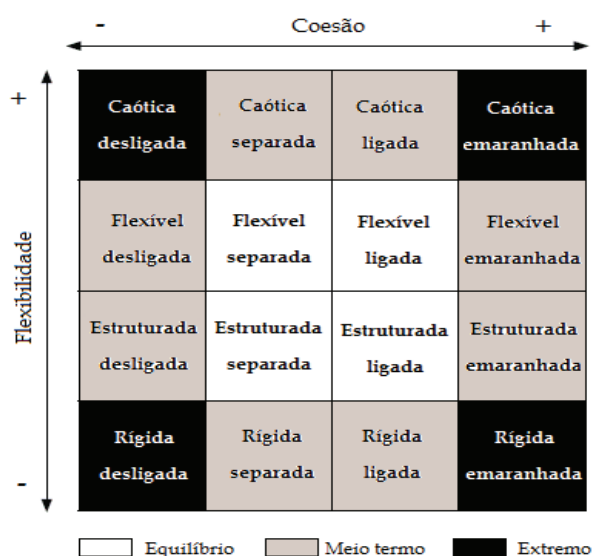 - Coesão +
+
Caótica desligada
Caótica separada
Caótica ligada
Caótica emaranhada
Flexibilidade
Flexível desligada
Flexível separada
Flexível ligada
Flexível emaranhada
Estruturada desligada
Estruturada separada
Estruturada ligada
Estruturada emaranhada
-
Rígida desligada
Rígida separada
Rígida ligada
Rígida emaranhada
Equilíbrio Meio termo Extremo